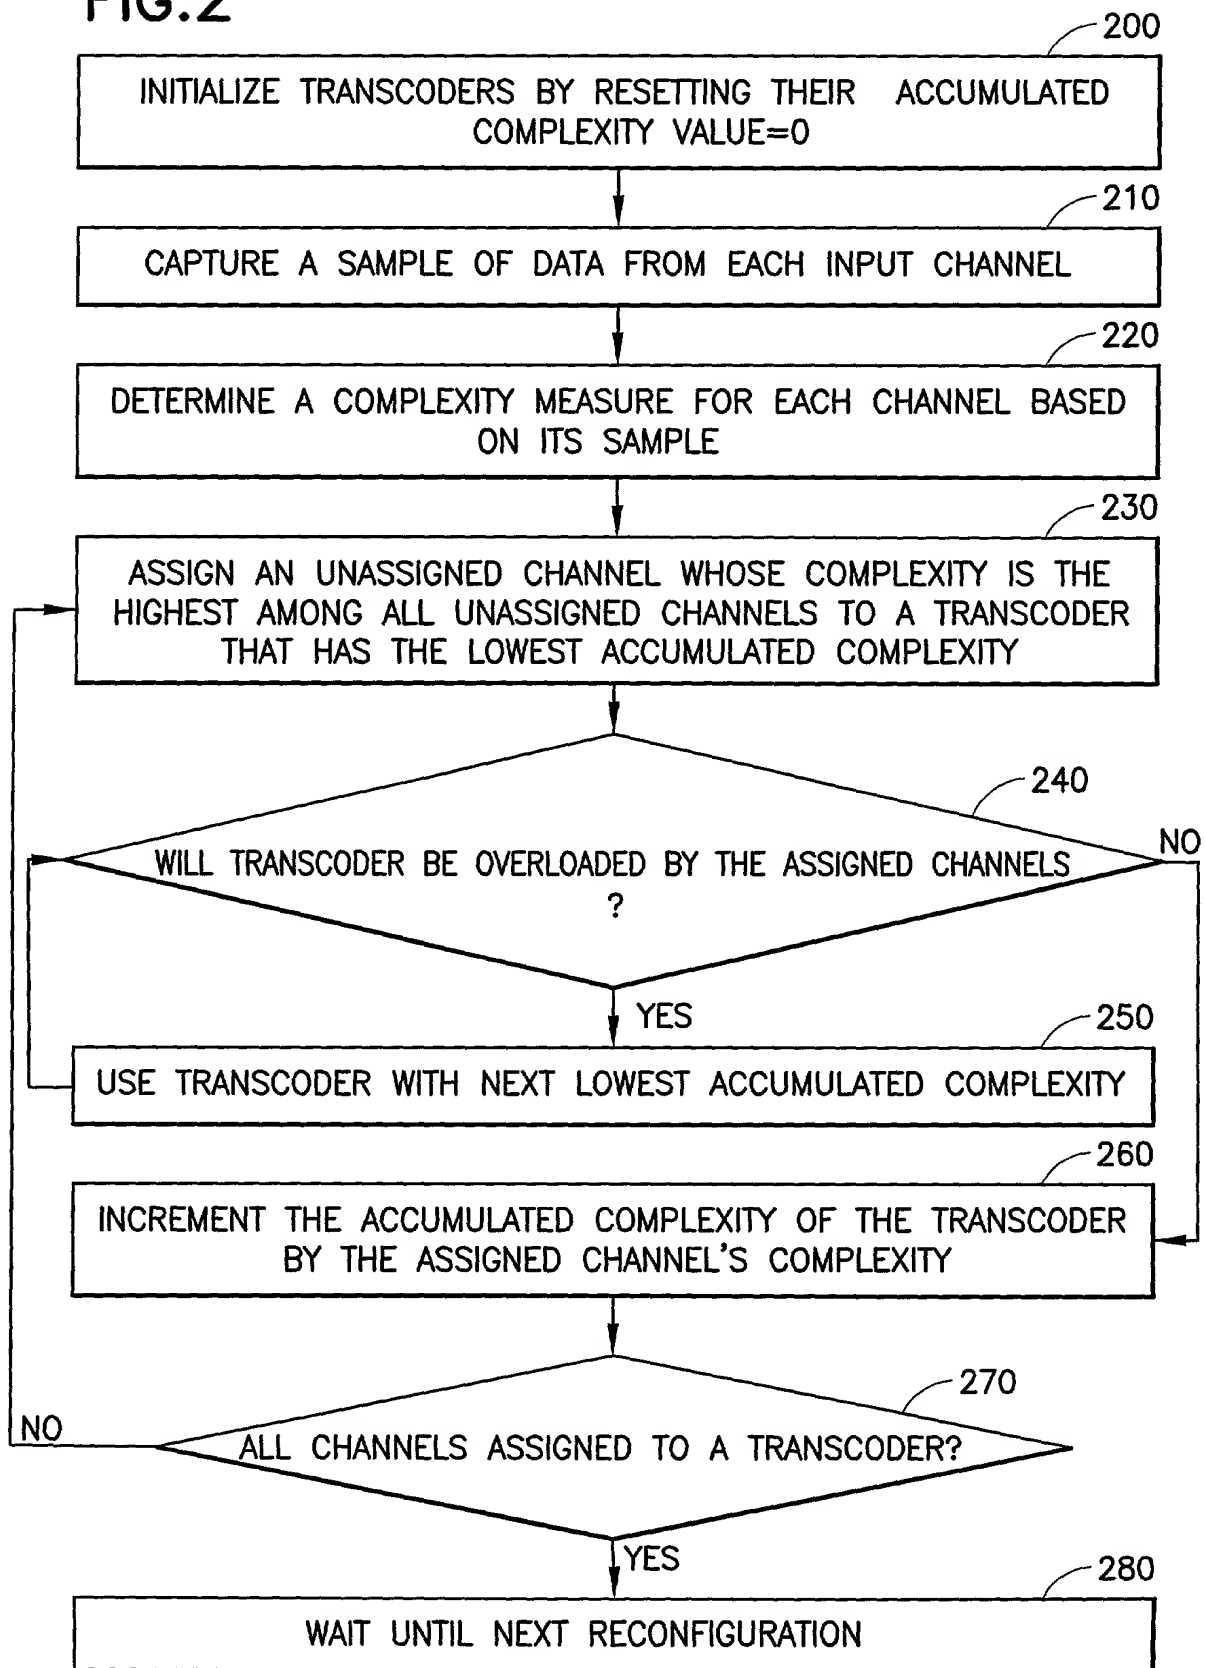 FIG.2
200
INITIALIZE TRANSCODERS BY RESETTING THEIR ACCUMULATED
COMPLEXITY VALUE=0
210
CAPTURE A SAMPLE OF DATA FROM EACH INPUT CHANNEL
220
DETERMINE A COMPLEXITY MEASURE FOR EACH CHANNEL BASED
ON ITS SAMPLE
230
ASSIGN AN UNASSIGNED CHANNEL WHOSE COMPLEXITY IS THE
HIGHEST AMONG ALL UNASSIGNED CHANNELS TO A TRANSCODER
THAT HAS THE LOWEST ACCUMULATED COMPLEXITY
240
NO
WILL TRANSCODER BE OVERLOADED BY THE ASSIGNED CHANNELS
?
YES
250
USE TRANSCODER WITH NEXT LOWEST ACCUMULATED COMPLEXITY
260
INCREMENT THE ACCUMULATED COMPLEXITY OF THE TRANSCODER
BY THE ASSIGNED CHANNEL'S COMPLEXITY
270
NO
ALL CHANNELS ASSIGNED TO A TRANSCODER?
YES
280
WAIT UNTIL NEXT RECONFIGURATION